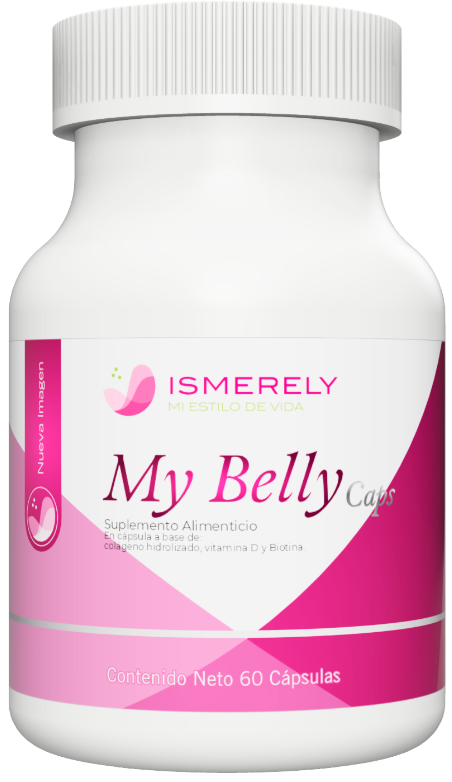 Nueva Imagen
ISMERELY
MI ESTILO DE VIDA
My Belly Caps
Suplemento Alimenticio
En cápsula a base de:
colágeno hidrolizado, vitamina D y Biotina.
Contenido Neto 60 Cápsulas